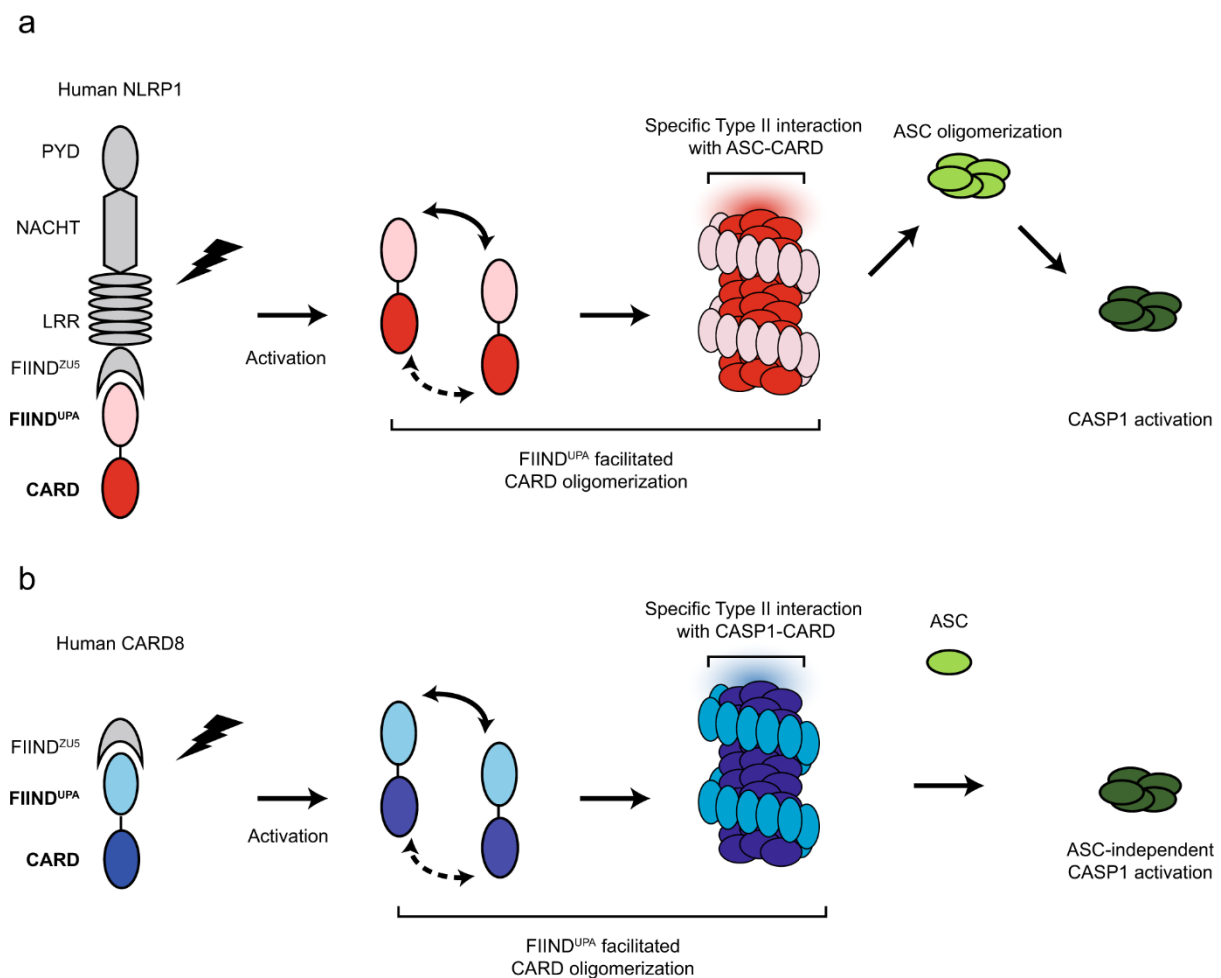 a
Human NLRP1
PYD
NACHT
LRR
FIIND^ZU5
FIIND^UPA
CARD
Activation
Specific Type II interaction
with ASC-CARD
ASC oligomerization
CASP1 activation
FIIND^UPA facilitated
CARD oligomerization
b
Human CARD8
FIIND^ZU5
FIIND^UPA
CARD
Activation
Specific Type II interaction
with CASP1-CARD
ASC
ASC-independent
CASP1 activation
FIIND^UPA facilitated
CARD oligomerization